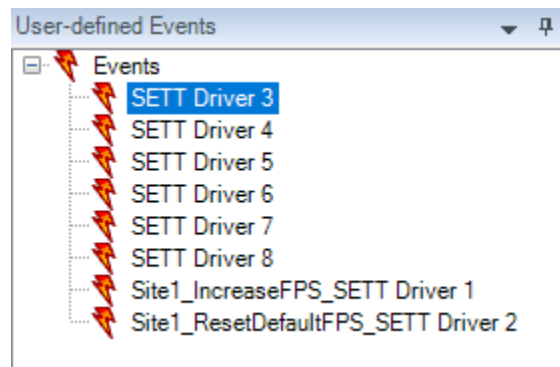 User-defined Events
Events
SETT Driver 3
SETT Driver 4
SETT Driver 5
SETT Driver 6
SETT Driver 7
SETT Driver 8
Site1_IncreaseFPS_SETT Driver 1
Site1_ResetDefaultFPS_SETT Driver 2